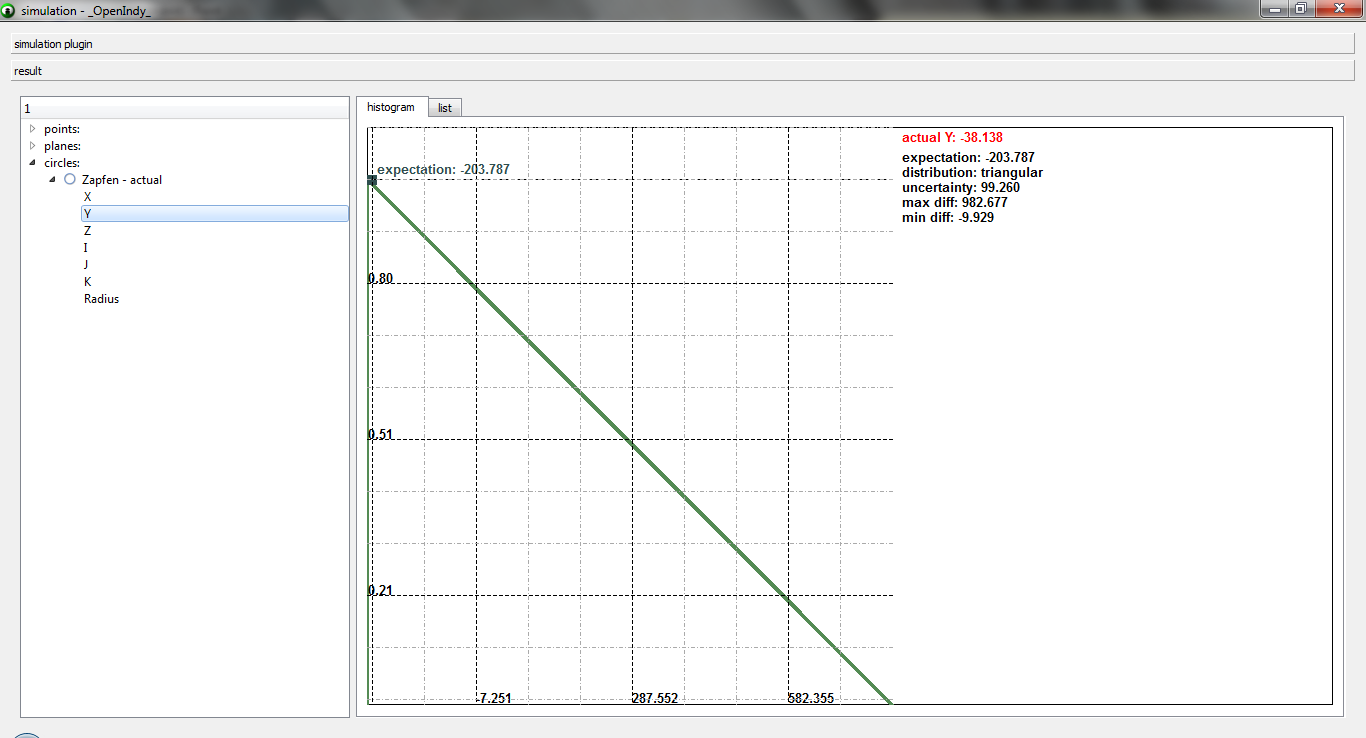 simulation - _OpenIndy_
simulation plugin
result
1
points:
planes:
circles:
Zapfen - actual
X
Y
Z
I
J
K
Radius
histogram
list
expectation: -203.787
0.80
0.51
0.21
-7.251
287.552
582.355
actual Y: -38.138
expectation: -203.787
distribution: triangular
uncertainty: 99.260
max diff: 982.677
min diff: -9.929